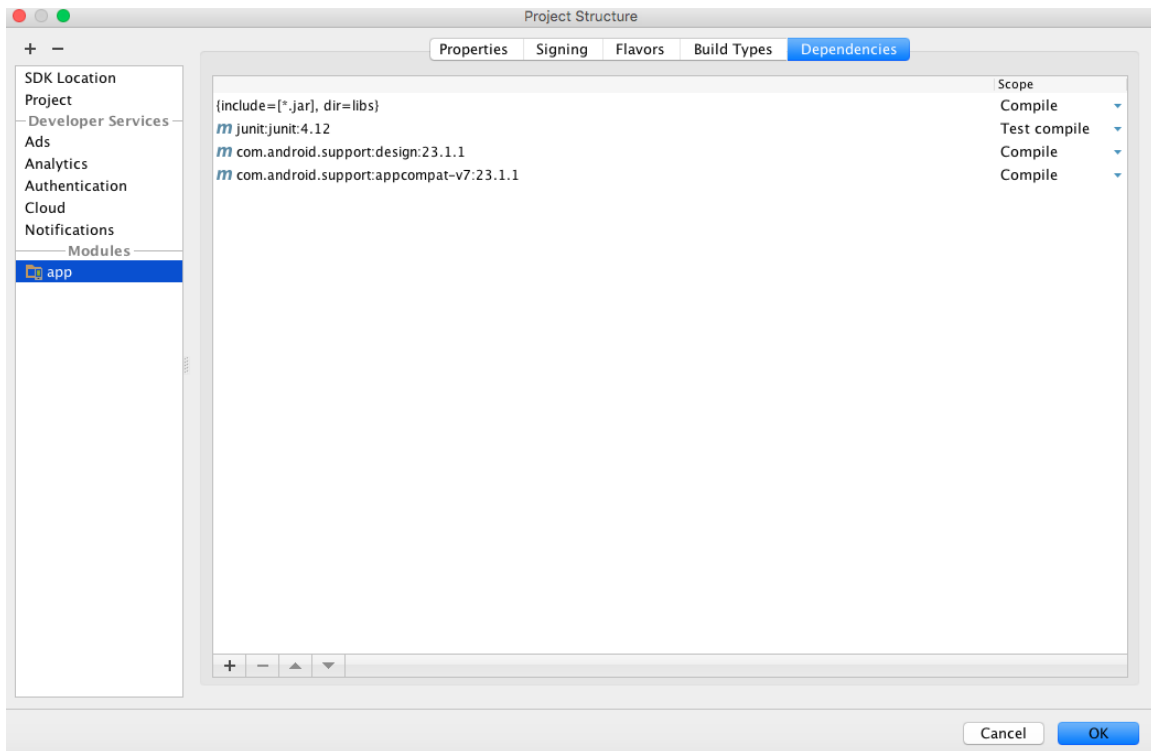 Project Structure
+ −
SDK Location
Project
Developer Services
Ads
Analytics
Authentication
Cloud
Notifications
Modules
app
Properties Signing Flavors Build Types Dependencies
Scope
{include=[*.jar], dir=libs} Compile
m junit:junit:4.12 Test compile
m com.android.support:design:23.1.1 Compile
m com.android.support:appcompat-v7:23.1.1 Compile
+ −
Cancel OK